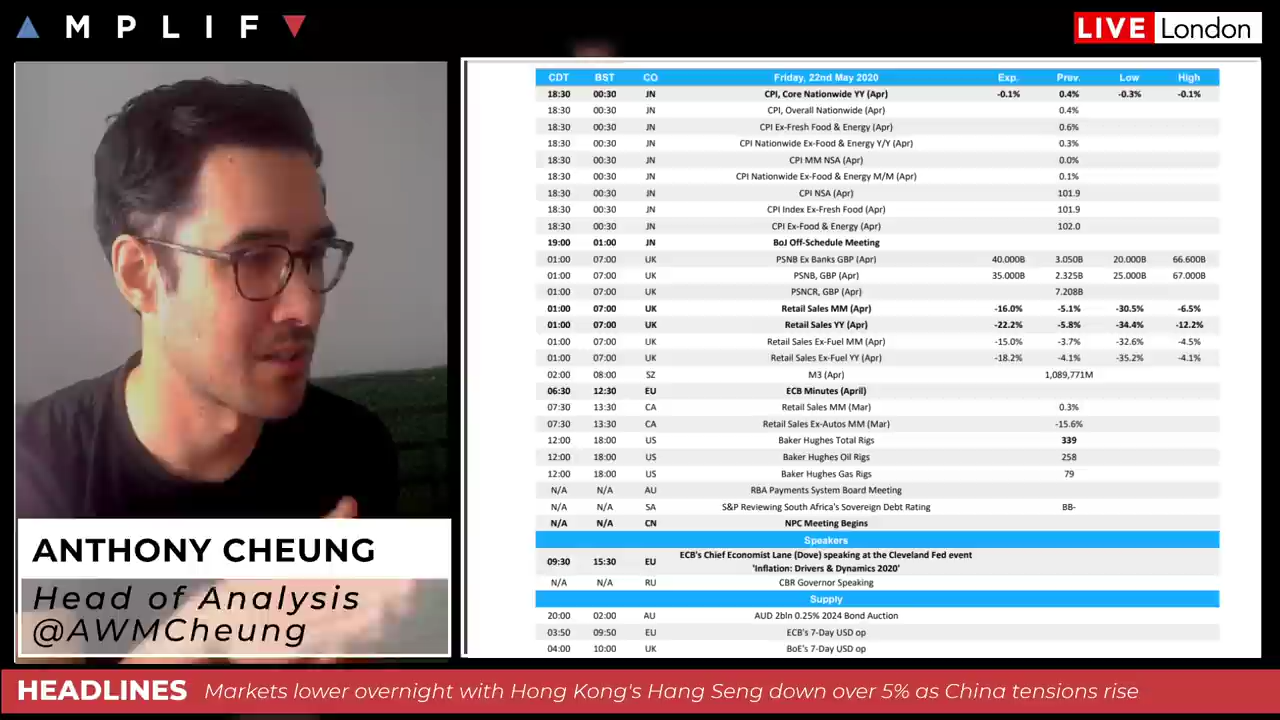 AMPLIFY
LIVE London
CDT BST CO Friday, 22nd May 2020 Exp. Prev. Low High
18:30 00:30 JN CPI, Core Nationwide YY (Apr) -0.1% 0.4% -0.3% -0.1%
18:30 00:30 JN CPI, Overall Nationwide (Apr) 0.4%
18:30 00:30 JN CPI Ex-Fresh Food & Energy (Apr) 0.6%
18:30 00:30 JN CPI Nationwide Ex-Food & Energy Y/Y (Apr) 0.3%
18:30 00:30 JN CPI MM NSA (Apr) 0.0%
18:30 00:30 JN CPI Nationwide Ex-Food & Energy M/M (Apr) 0.1%
18:30 00:30 JN CPI NSA (Apr) 101.9
18:30 00:30 JN CPI Index Ex-Fresh Food (Apr) 101.9
18:30 00:30 JN CPI Ex-Food & Energy (Apr) 102.0
19:00 01:00 JN BoJ Off-Schedule Meeting
01:00 07:00 UK PSNB Ex Banks GBP (Apr) 40.000B 3.050B 20.000B 66.600B
01:00 07:00 UK PSNB, GBP (Apr) 35.000B 2.325B 25.000B 67.000B
01:00 07:00 UK PSNCR, GBP (Apr) 7.208B
01:00 07:00 UK Retail Sales MM (Apr) -16.0% -5.1% -30.5% -6.5%
01:00 07:00 UK Retail Sales YY (Apr) -22.2% -5.8% -34.4% -12.2%
01:00 07:00 UK Retail Sales Ex-Fuel MM (Apr) -15.0% -3.7% -32.6% -4.5%
01:00 07:00 UK Retail Sales Ex-Fuel YY (Apr) -18.2% -4.1% -35.2% -4.1%
02:00 08:00 SZ M3 (Apr) 1,089,771M
06:30 12:30 EU ECB Minutes (April)
07:30 13:30 CA Retail Sales MM (Mar) 0.3%
07:30 13:30 CA Retail Sales Ex-Autos MM (Mar) -15.6%
12:00 18:00 US Baker Hughes Total Rigs 339
12:00 18:00 US Baker Hughes Oil Rigs 258
12:00 18:00 US Baker Hughes Gas Rigs 79
N/A N/A AU RBA Payments System Board Meeting
N/A N/A SA S&P Reviewing South Africa's Sovereign Debt Rating BB-
N/A N/A CN NPC Meeting Begins
Speakers
09:30 15:30 EU ECB's Chief Economist Lane (Dove) speaking at the Cleveland Fed event
'Inflation: Drivers & Dynamics 2020'
N/A N/A RU CBR Governor Speaking
Supply
20:00 02:00 AU AUD 2bln 0.25% 2024 Bond Auction
03:50 09:50 EU ECB's 7-Day USD op
04:00 10:00 UK BoE's 7-Day USD op
ANTHONY CHEUNG
Head of Analysis
@AWMCheung
HEADLINES Markets lower overnight with Hong Kong's Hang Seng down over 5% as China tensions rise